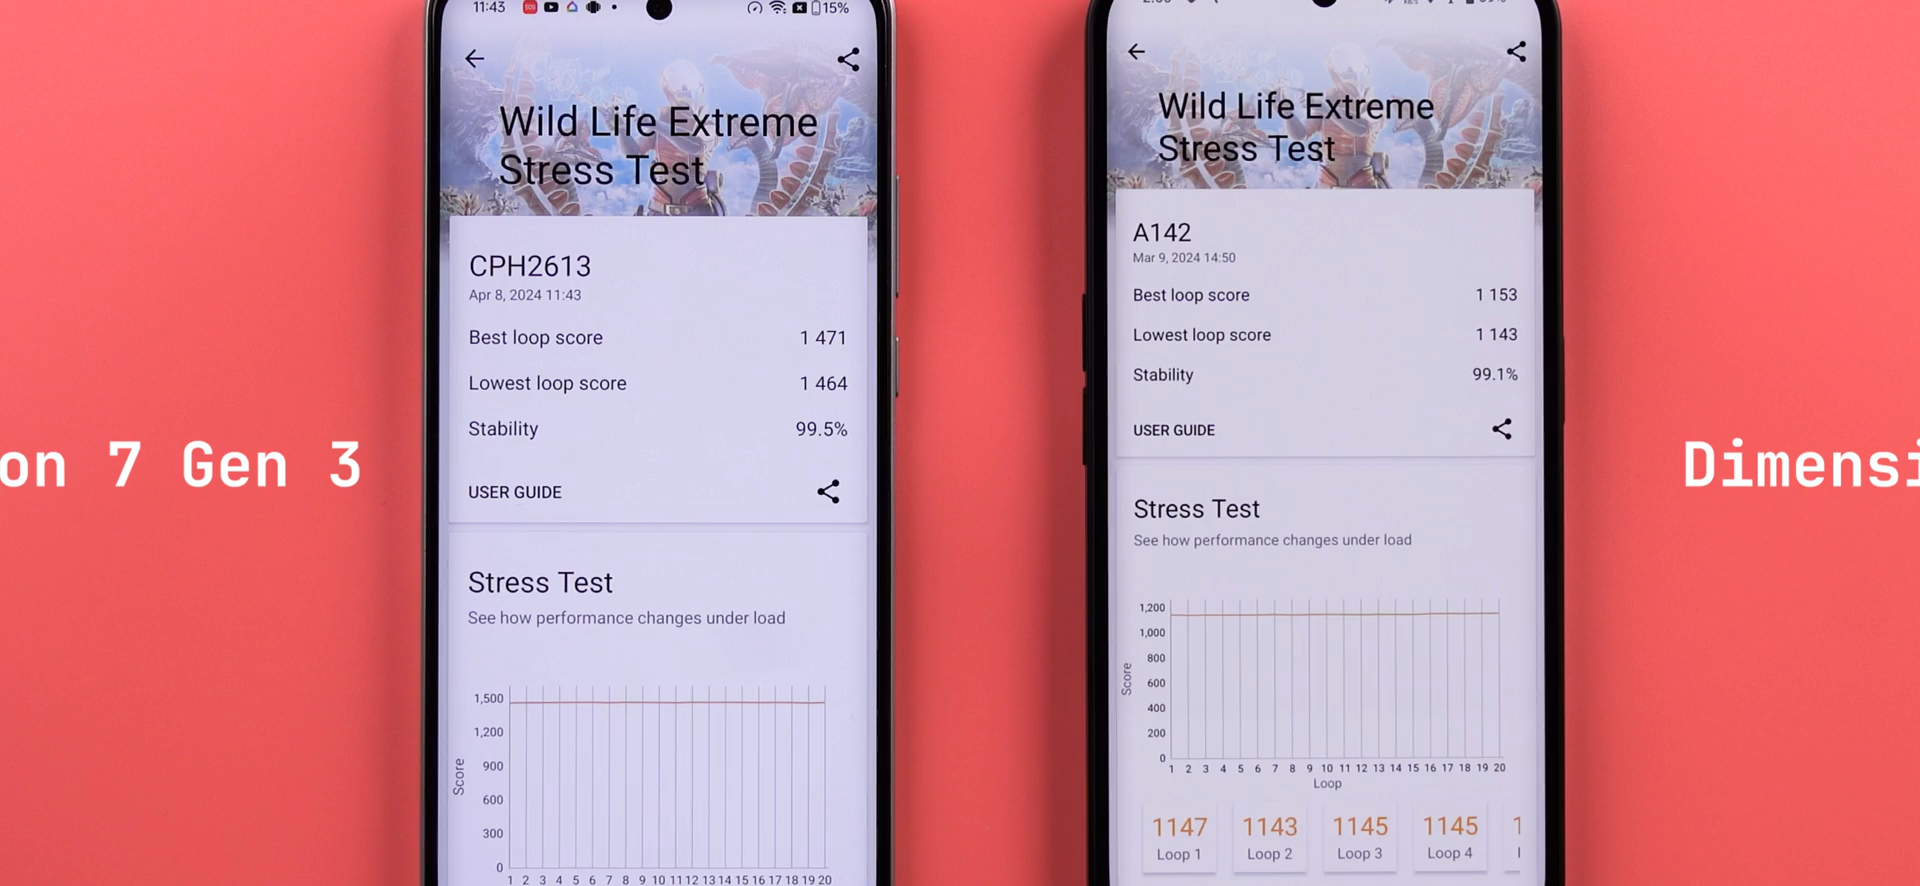 11:43
15%
Wild Life Extreme
Stress Test
CPH2613
Apr 8, 2024 11:43
Best loop score 1 471
Lowest loop score 1 464
Stability 99.5%
USER GUIDE
Stress Test
See how performance changes under load
1,500
1,200
900
600
300
0
Score
1 2 3 4 5 6 7 8 9 10 11 12 13 14 15 16 17 18 19 20
on 7 Gen 3
Wild Life Extreme
Stress Test
A142
Mar 9, 2024 14:50
Best loop score 1 153
Lowest loop score 1 143
Stability 99.1%
USER GUIDE
Stress Test
See how performance changes under load
1,200
1,000
800
600
400
200
0
Score
1 2 3 4 5 6 7 8 9 10 11 12 13 14 15 16 17 18 19 20
Loop
1147 1143 1145 1145
Loop 1 Loop 2 Loop 3 Loop 4
Dimensi